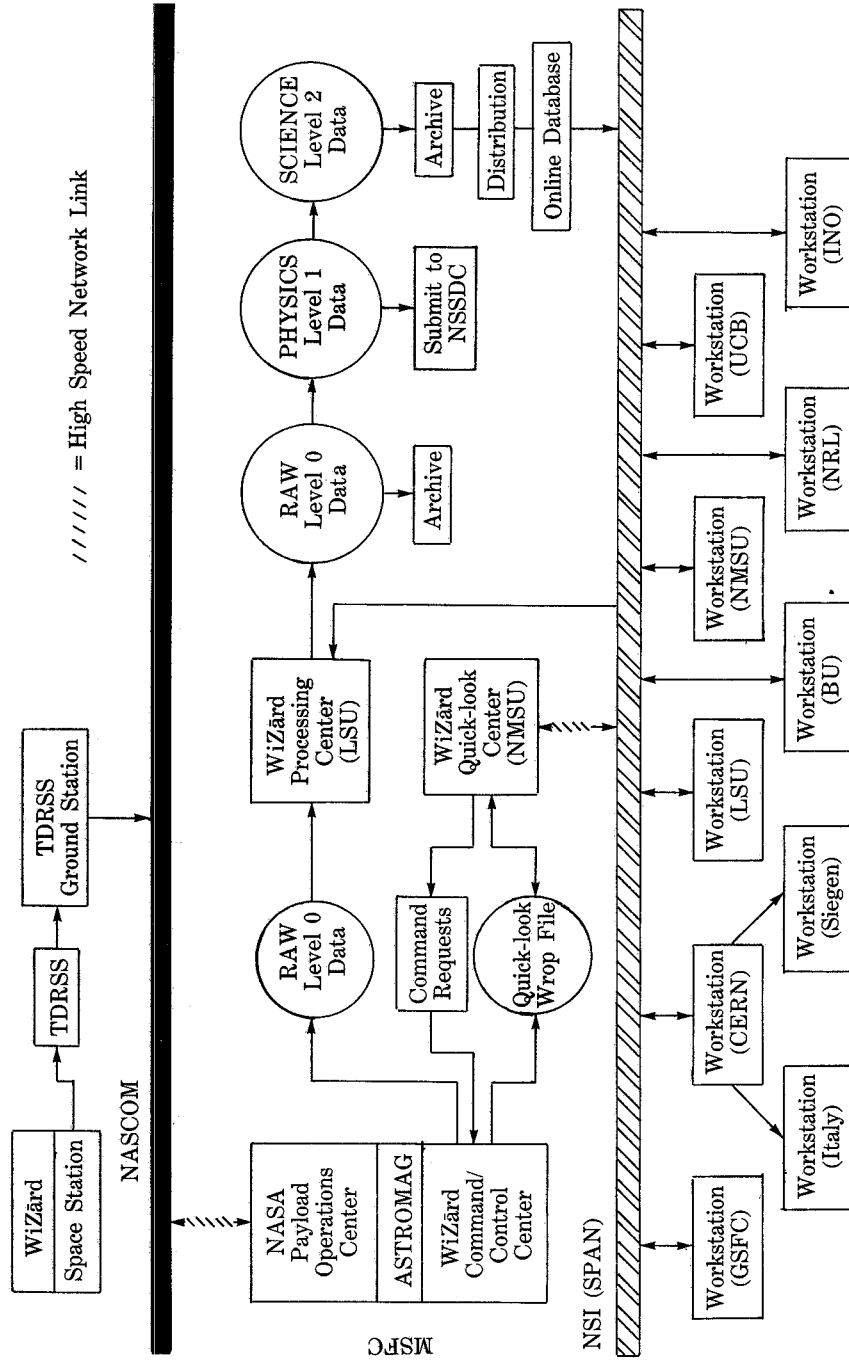 WiZārd
Space Station
TDRSS
TDRSS
Ground Station
////// = High Speed Network Link
NASCOM
MSFC
NASA
Payload
Operations
Center
ASTROMAG
WiZārd
Command/
Control
Center
RAW
Level 0
Data
WiZārd
Processing
Center
(LSU)
RAW
Level 0
Data
PHYSICS
Level 1
Data
SCIENCE
Level 2
Data
Command
Requests
Quick-look
Wrop File
WiZārd
Quick-look
Center
(NMSU)
Archive
Submit to
NSSDC
Archive
Distribution
Online Database
NSI (SPAN)
Workstation
(GSFC)
Workstation
(CERN)
Workstation
(Italy)
Workstation
(Siegen)
Workstation
(LSU)
Workstation
(BU)
Workstation
(NMSU)
Workstation
(NRL)
Workstation
(UCB)
Workstation
(INO)